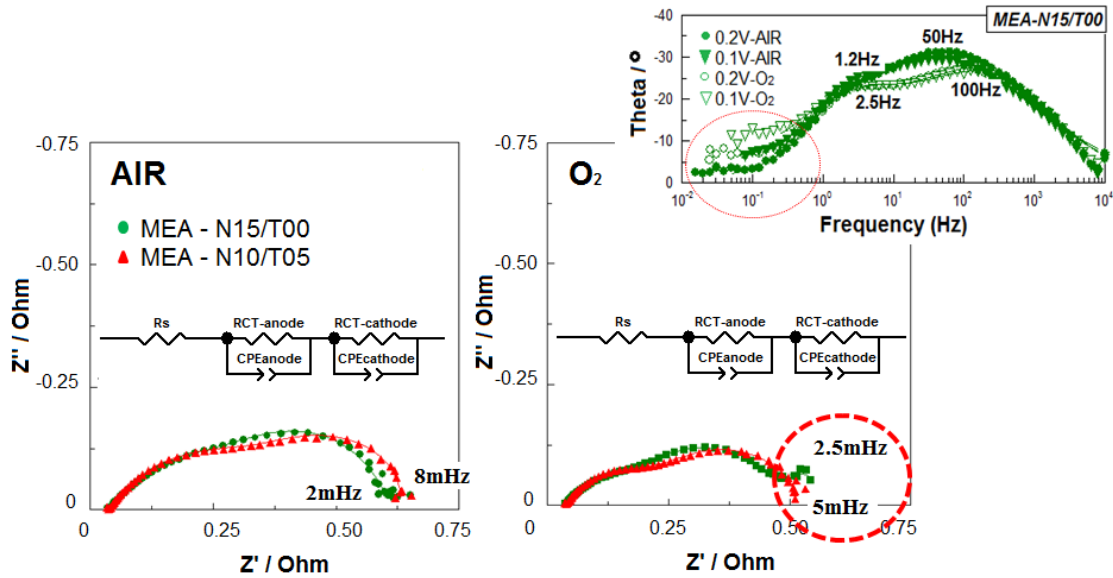 -40
-30
-20
-10
-5
0
Theta / °
MEA-N15/T00
0.2V-AIR
0.1V-AIR
0.2V-O₂
0.1V-O₂
50Hz
1.2Hz
2.5Hz
100Hz
10⁻² 10⁻¹ 10⁰ 10¹ 10² 10³ 10⁴
Frequency (Hz)
AIR
MEA - N15/T00
MEA - N10/T05
-0.75
-0.50
-0.25
0
Z'' / Ohm
Rs
RCT-anode
RCT-cathode
CPEanode
CPEcathode
2mHz
8mHz
0 0.25 0.50 0.75
Z' / Ohm
O₂
-0.75
-0.50
-0.25
0
Z'' / Ohm
Rs
RCT-anode
RCT-cathode
CPEanode
CPEcathode
2.5mHz
5mHz
0 0.25 0.50 0.75
Z' / Ohm